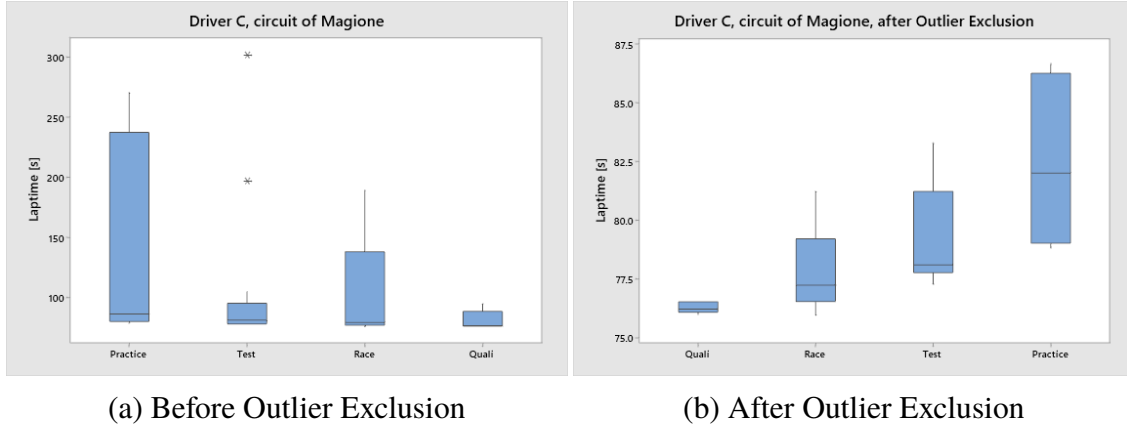 Driver C, circuit of Magione
Laptime [s]
300
250
200
150
100
Practice Test Race Quali
(a) Before Outlier Exclusion
Driver C, circuit of Magione, after Outlier Exclusion
Laptime [s]
87.5
85.0
82.5
80.0
77.5
75.0
Quali Race Test Practice
(b) After Outlier Exclusion